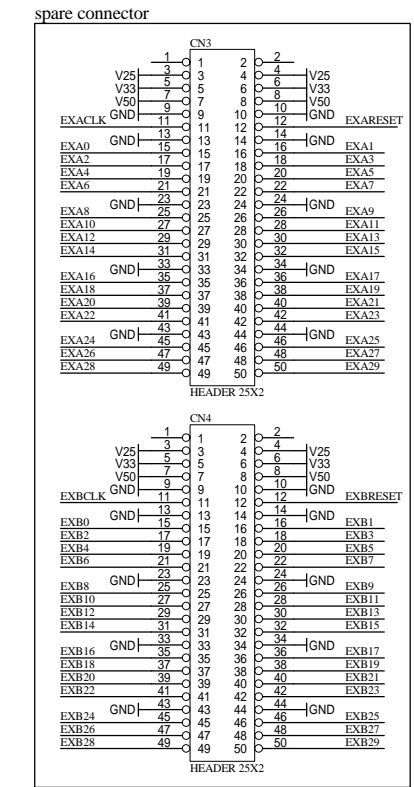 spare connector
CN3
1 1 2 2
V25 3 3 4 4 V25
V33 5 5 6 6 V33
V50 7 7 8 8 V50
GND 9 9 10 10 GND
EXACLK 11 11 12 12 EXARESET
GND 13 13 14 14 GND
EXA0 15 15 16 16 EXA1
EXA2 17 17 18 18 EXA3
EXA4 19 19 20 20 EXA5
EXA6 21 21 22 22 EXA7
GND 23 23 24 24 GND
EXA8 25 25 26 26 EXA9
EXA10 27 27 28 28 EXA11
EXA12 29 29 30 30 EXA13
EXA14 31 31 32 32 EXA15
GND 33 33 34 34 GND
EXA16 35 35 36 36 EXA17
EXA18 37 37 38 38 EXA19
EXA20 39 39 40 40 EXA21
EXA22 41 41 42 42 EXA23
GND 43 43 44 44 GND
EXA24 45 45 46 46 EXA25
EXA26 47 47 48 48 EXA27
EXA28 49 49 50 50 EXA29
HEADER 25X2
CN4
1 1 2 2
V25 3 3 4 4 V25
V33 5 5 6 6 V33
V50 7 7 8 8 V50
GND 9 9 10 10 GND
EXBCLK 11 11 12 12 EXBRESET
GND 13 13 14 14 GND
EXB0 15 15 16 16 EXB1
EXB2 17 17 18 18 EXB3
EXB4 19 19 20 20 EXB5
EXB6 21 21 22 22 EXB7
GND 23 23 24 24 GND
EXB8 25 25 26 26 EXB9
EXB10 27 27 28 28 EXB11
EXB12 29 29 30 30 EXB13
EXB14 31 31 32 32 EXB15
GND 33 33 34 34 GND
EXB16 35 35 36 36 EXB17
EXB18 37 37 38 38 EXB19
EXB20 39 39 40 40 EXB21
EXB22 41 41 42 42 EXB23
GND 43 43 44 44 GND
EXB24 45 45 46 46 EXB25
EXB26 47 47 48 48 EXB27
EXB28 49 49 50 50 EXB29
HEADER 25X2